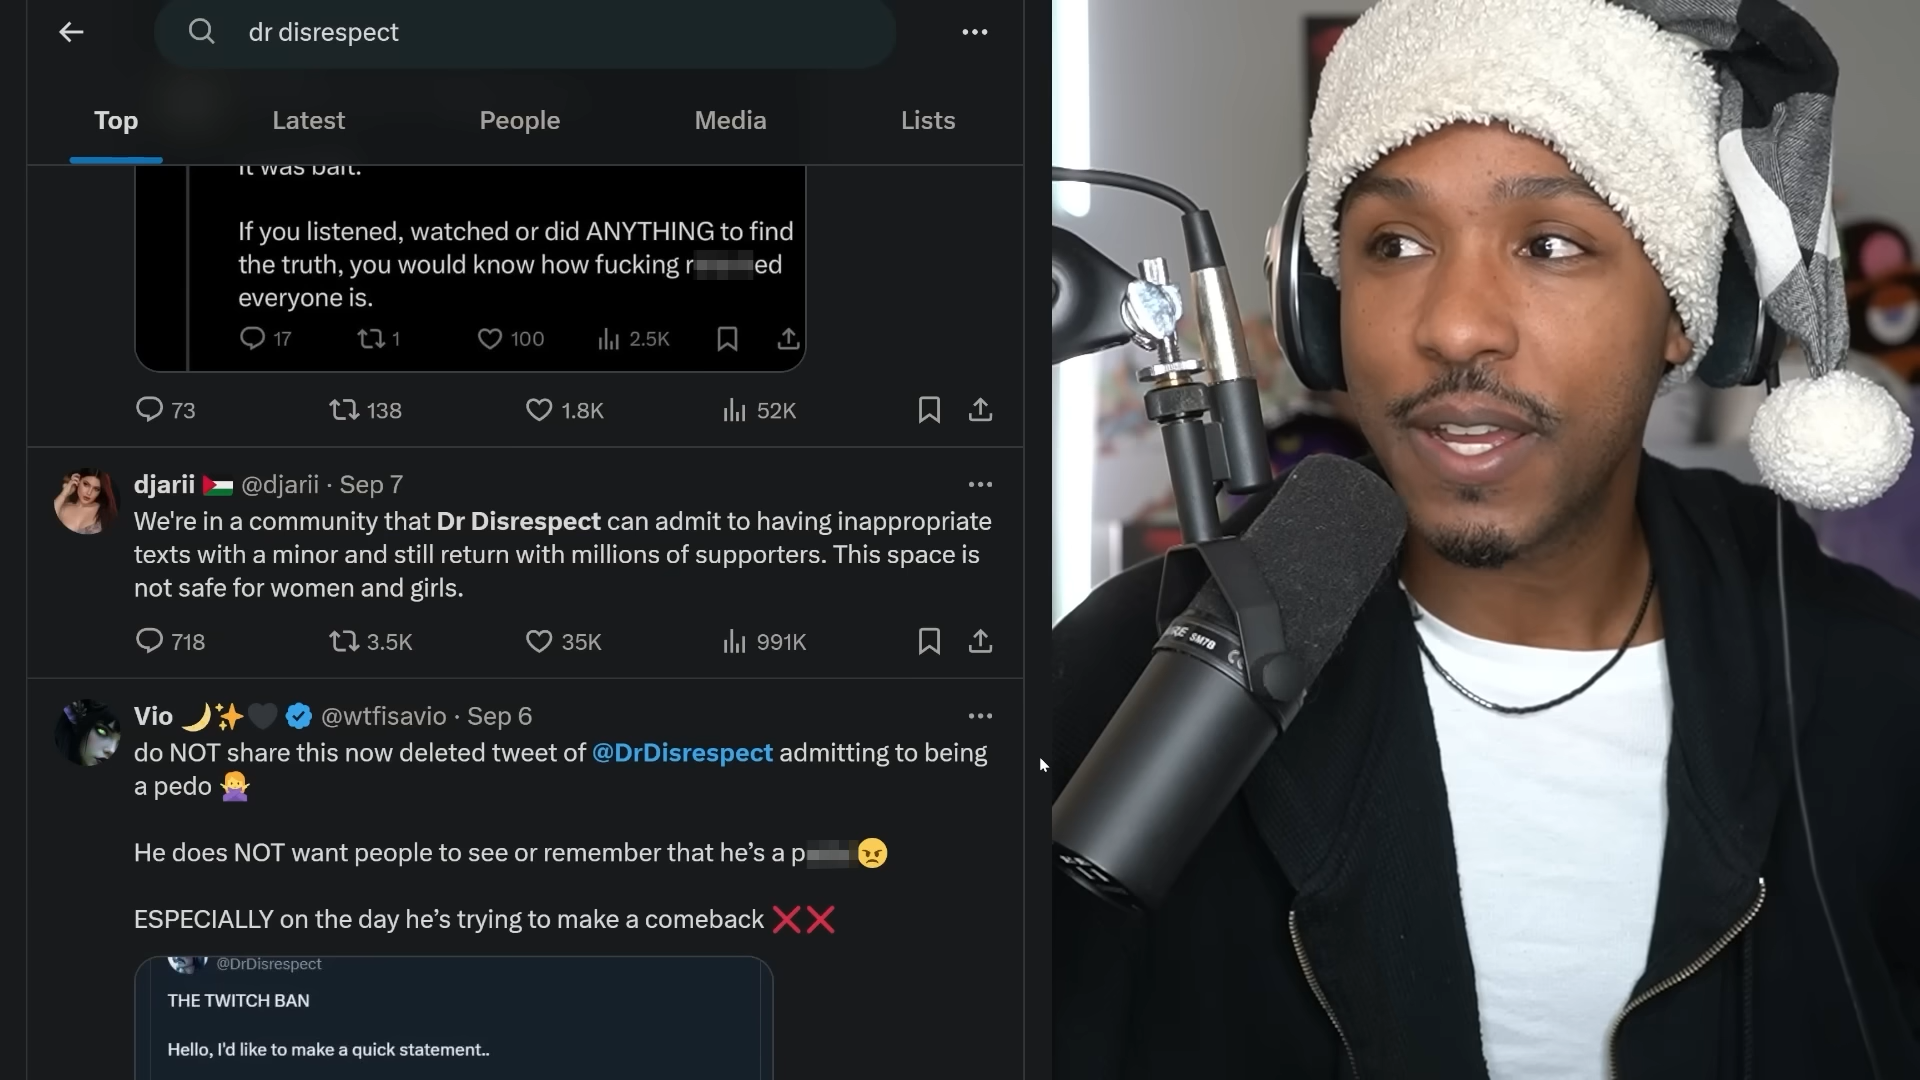 dr disrespect
Top Latest People Media Lists
It was bait.
If you listened, watched or did ANYTHING to find
the truth, you would know how fucking r ed
everyone is.
17 1 100 2.5K
73 138 1.8K 52K
djarii @djarii · Sep 7
We're in a community that Dr Disrespect can admit to having inappropriate
texts with a minor and still return with millions of supporters. This space is
not safe for women and girls.
718 3.5K 35K 991K
Vio @wtfisavio · Sep 6
do NOT share this now deleted tweet of @DrDisrespect admitting to being
a pedo
He does NOT want people to see or remember that he's a p
ESPECIALLY on the day he's trying to make a comeback
@DrDisrespect
THE TWITCH BAN
Hello, I'd like to make a quick statement..
SM7B